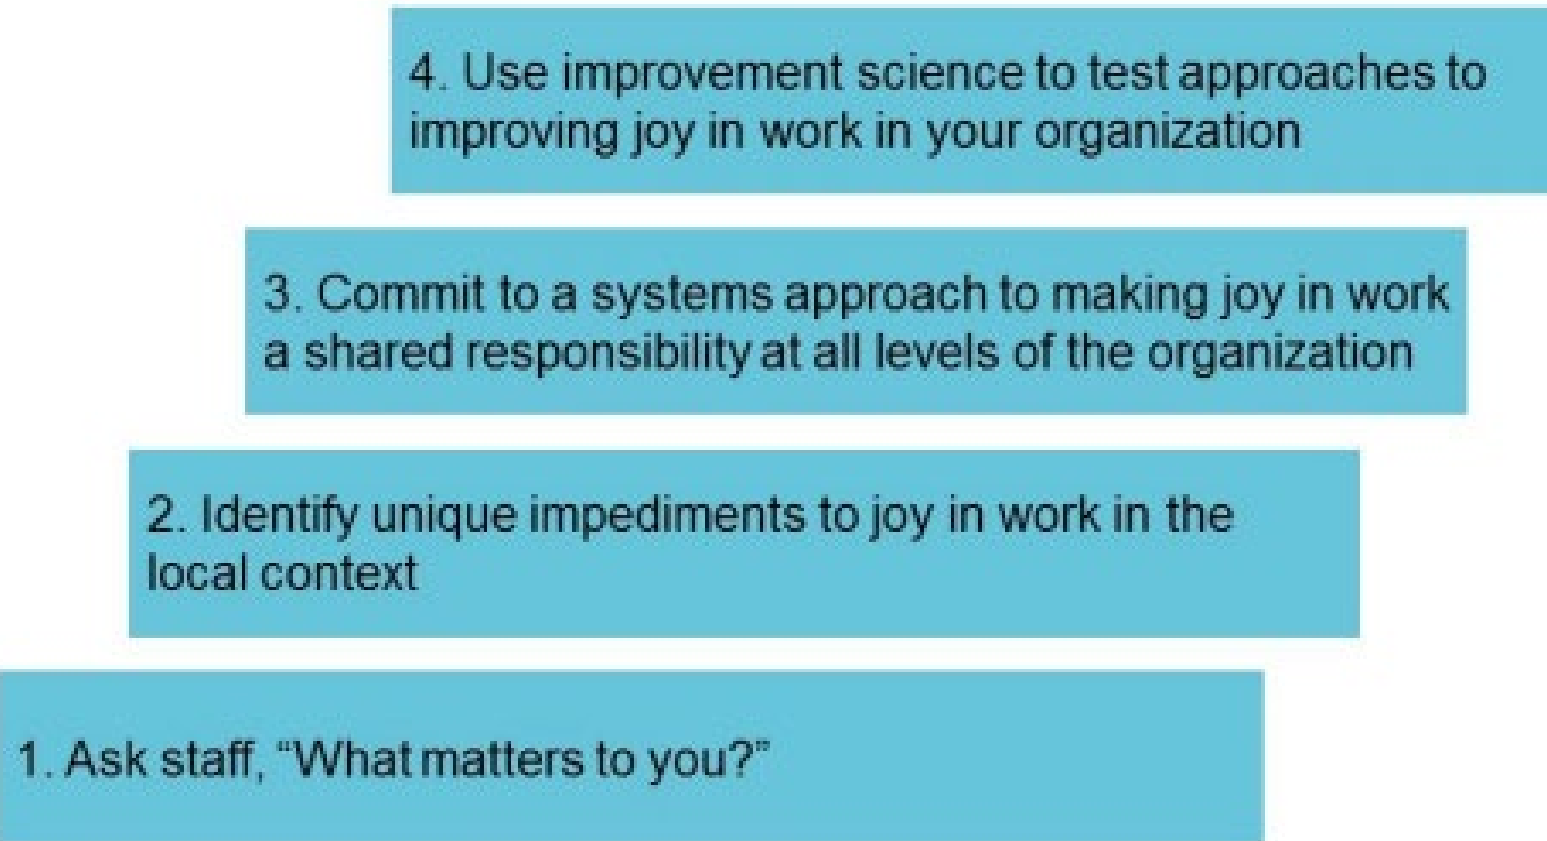 4. Use improvement science to test approaches to
improving joy in work in your organization
3. Commit to a systems approach to making joy in work
a shared responsibility at all levels of the organization
2. Identify unique impediments to joy in work in the
local context
1. Ask staff, “What matters to you?”